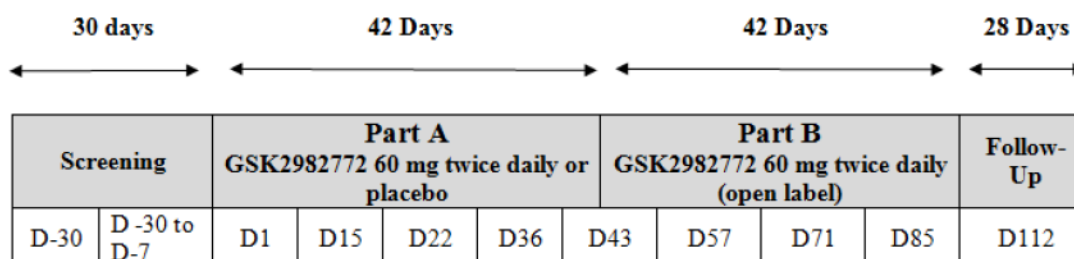 30 days 42 Days 42 Days 28 Days
Screening
Part A
GSK2982772 60 mg twice daily or
placebo
Part B
GSK2982772 60 mg twice daily
(open label)
Follow-
Up
D-30
D -30 to
D-7
D1 D15 D22 D36 D43 D57 D71 D85 D112